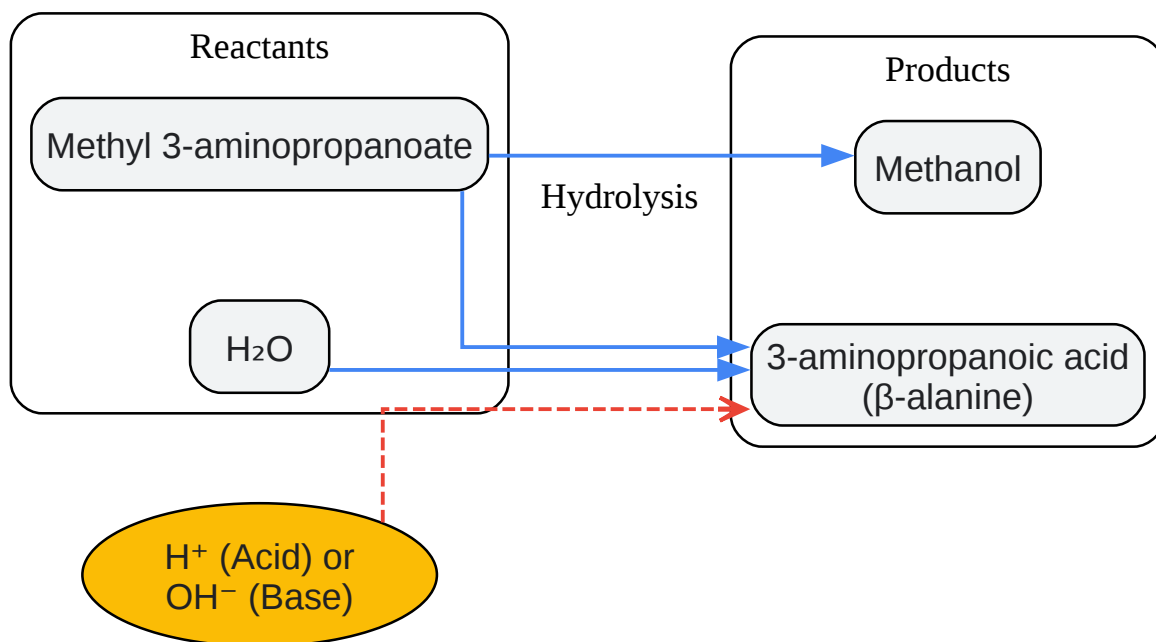 Reactants
Products
Methyl 3-aminopropanoate
Methanol
Hydrolysis
H₂O
3-aminopropanoic acid
(β-alanine)
H⁺ (Acid) or
OH⁻ (Base)